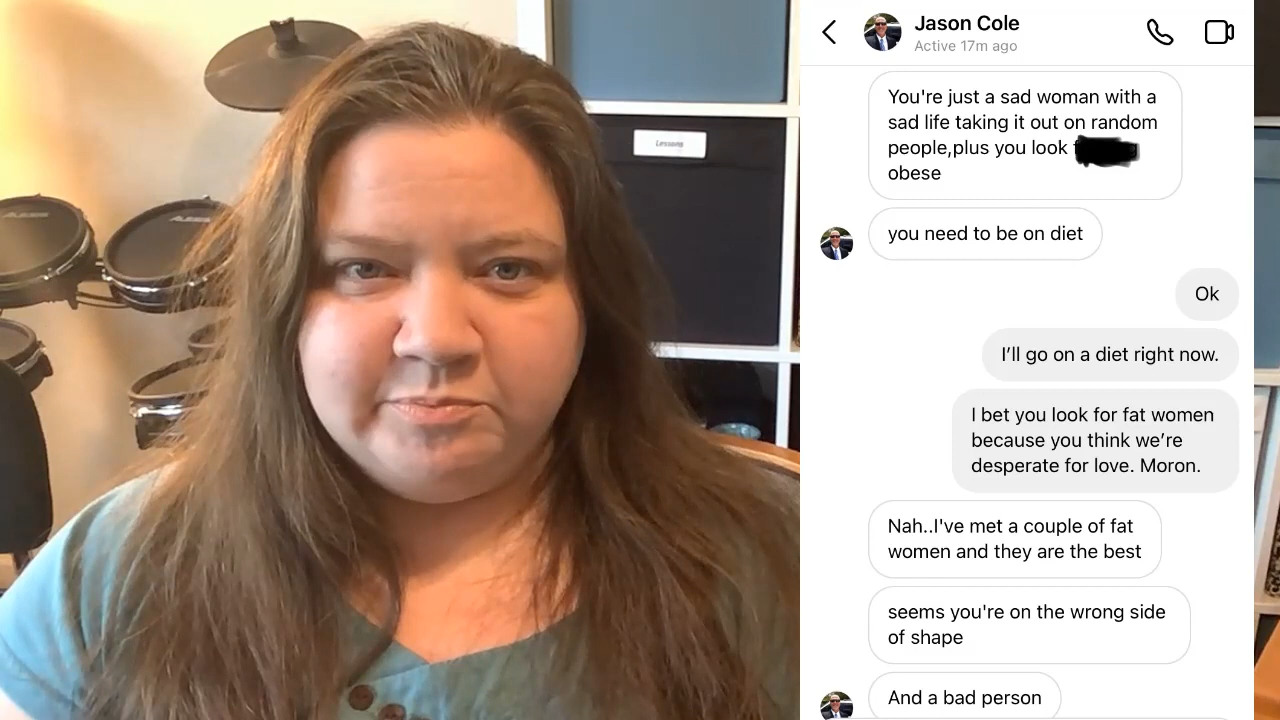 Jason Cole
Active 17m ago
You're just a sad woman with a
sad life taking it out on random
people,plus you look
obese
you need to be on diet
Ok
I’ll go on a diet right now.
I bet you look for fat women
because you think we’re
desperate for love. Moron.
Nah..I've met a couple of fat
women and they are the best
seems you're on the wrong side
of shape
And a bad person
Lessons
ALESIS
ALESIS